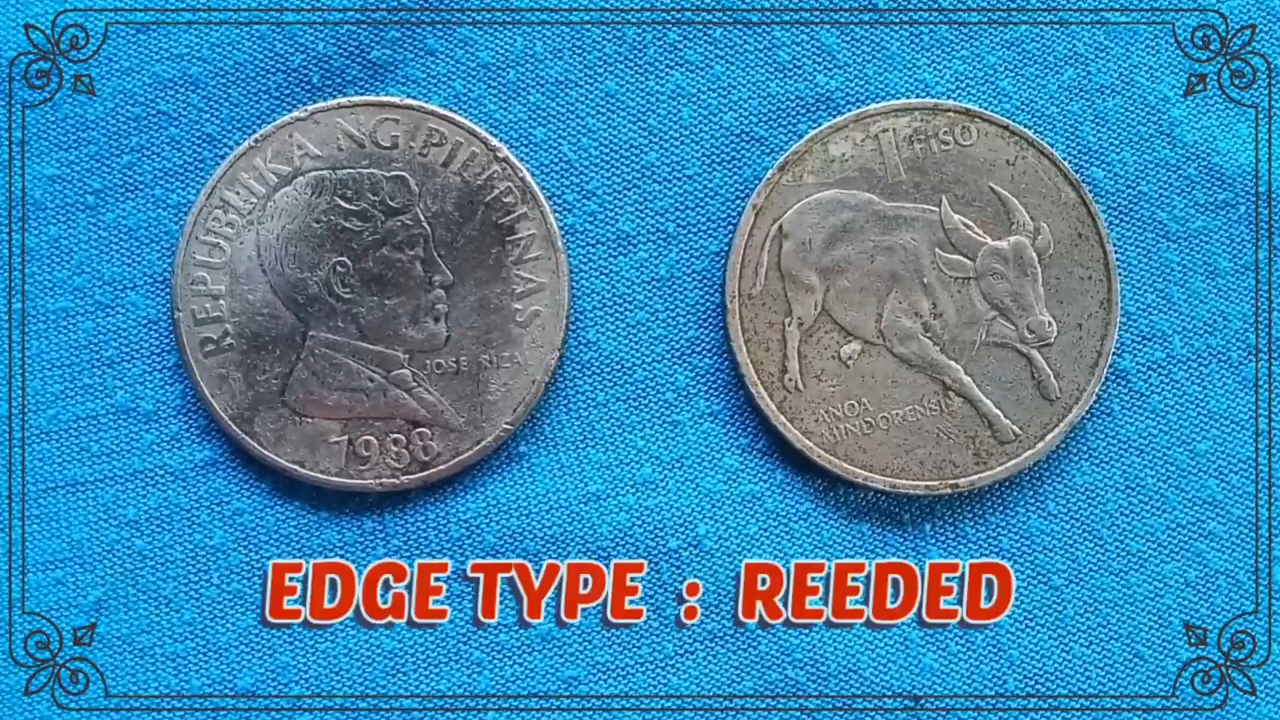 REPUBLIKA NG PILIPINAS
JOSE RIZAL
1988
1 PISO
ANOA
MINDORENSIS
EDGE TYPE : REEDED